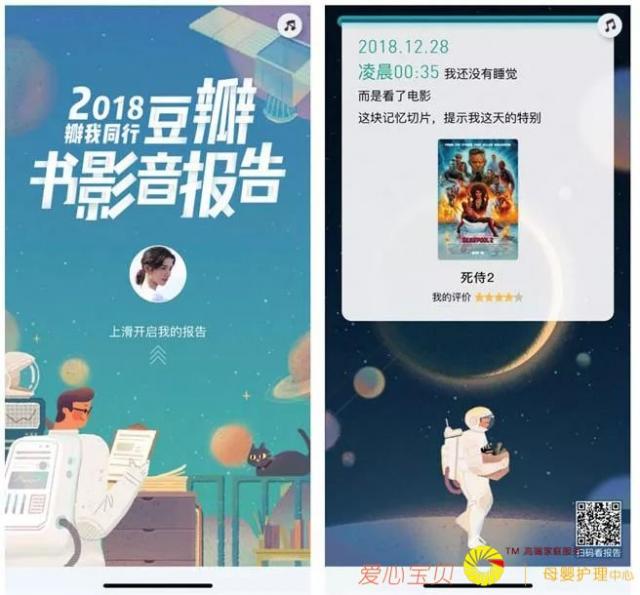 2018
瓣我同行
豆瓣
书影音报告
上滑开启我的报告
2018.12.28
凌晨00:35 我还没有睡觉
而是看了电影
这块记忆切片，提示我这天的特别
DEADPOOL 2
死侍2
我的评价
扫码看报告
TM 高端家庭服
爱心宝贝
母婴护理中心